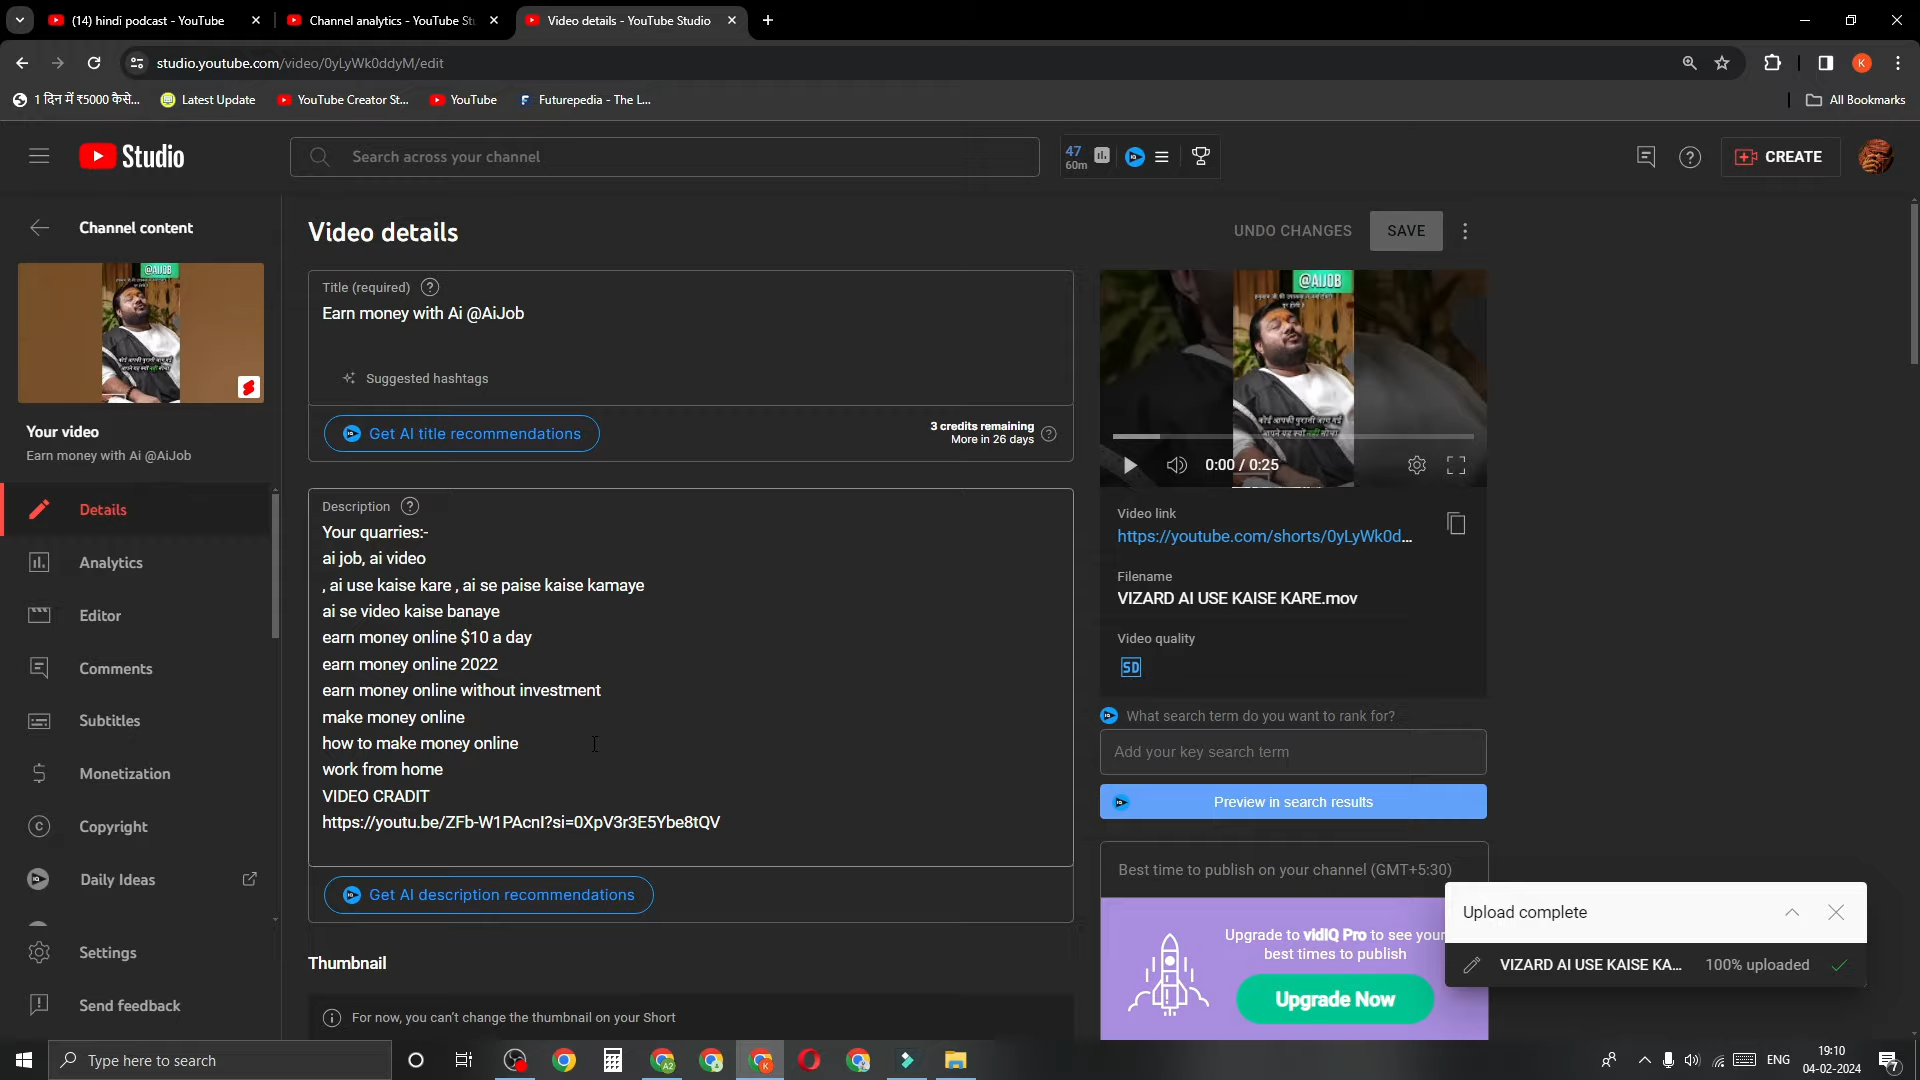 (14) hindi podcast - YouTube
Channel analytics - YouTube St
Video details - YouTube Studio
studio.youtube.com/video/0yLyWk0ddyM/edit
1 दिन में ₹5000 कैसे...
Latest Update
YouTube Creator St...
YouTube
Futurepedia - The L...
All Bookmarks
Studio
Search across your channel
47
60m
CREATE
Channel content
Video details
UNDO CHANGES
SAVE
@AIJOB
Title (required)
Earn money with Ai @AiJob
Suggested hashtags
Get AI title recommendations
3 credits remaining
More in 26 days
Your video
Earn money with Ai @AiJob
Details
Analytics
Editor
Comments
Subtitles
Monetization
Copyright
Daily Ideas
Settings
Send feedback
Description
Your quarries:-
ai job, ai video
, ai use kaise kare , ai se paise kaise kamaye
ai se video kaise banaye
earn money online $10 a day
earn money online 2022
earn money online without investment
make money online
how to make money online
work from home
VIDEO CRADIT
https://youtu.be/ZFb-W1PAcnI?si=0XpV3r3E5Ybe8tQV
Get AI description recommendations
Thumbnail
For now, you can't change the thumbnail on your Short
@AIJOB
कोई आपकी पुरानी जान गई
आपने यह क्यों नहीं सोचा
0:00 / 0:25
Video link
https://youtube.com/shorts/0yLyWk0d...
Filename
VIZARD AI USE KAISE KARE.mov
Video quality
SD
What search term do you want to rank for?
Add your key search term
Preview in search results
Best time to publish on your channel (GMT+5:30)
Upgrade to vidIQ Pro to see your
best times to publish
Upgrade Now
Upload complete
VIZARD AI USE KAISE KA...
100% uploaded
Type here to search
ENG
19:10
04-02-2024